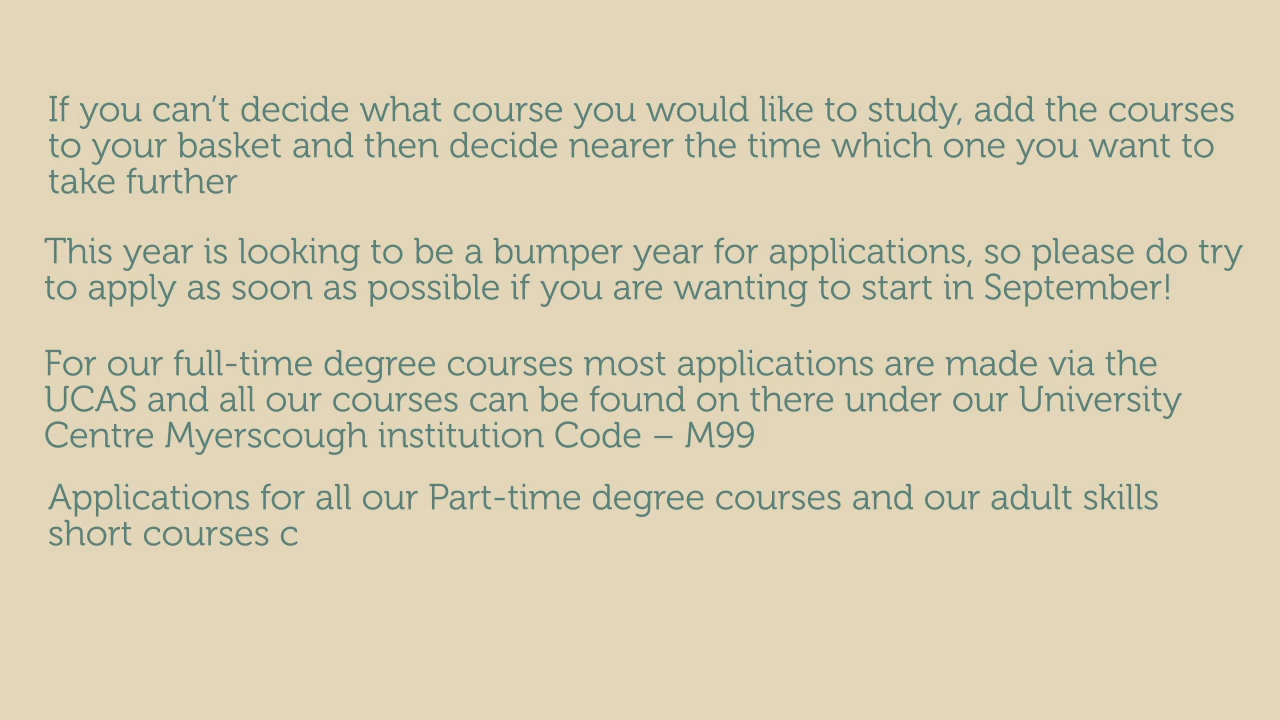 If you can’t decide what course you would like to study, add the courses
to your basket and then decide nearer the time which one you want to
take further
This year is looking to be a bumper year for applications, so please do try
to apply as soon as possible if you are wanting to start in September!
For our full-time degree courses most applications are made via the
UCAS and all our courses can be found on there under our University
Centre Myerscough institution Code – M99
Applications for all our Part-time degree courses and our adult skills
short courses c